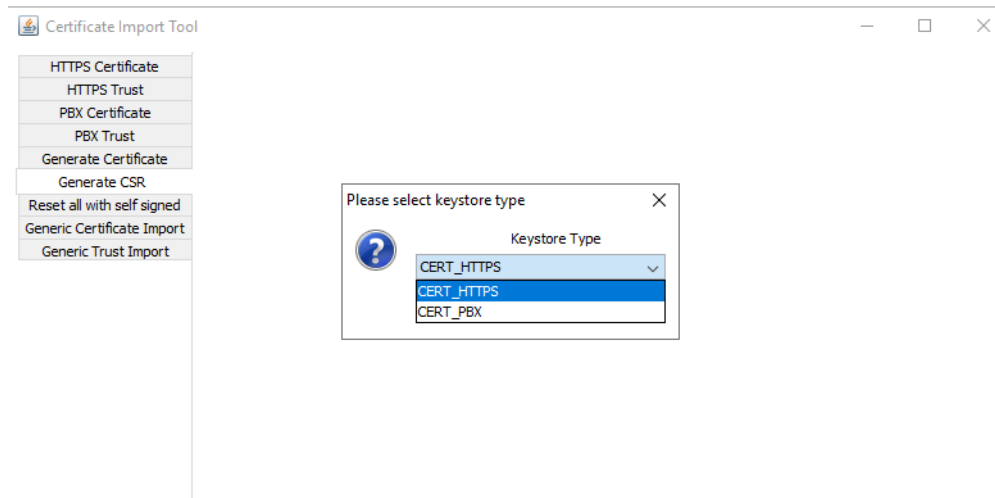 Certificate Import Tool
HTTPS Certificate
HTTPS Trust
PBX Certificate
PBX Trust
Generate Certificate
Generate CSR
Reset all with self signed
Generic Certificate Import
Generic Trust Import
Please select keystore type
Keystore Type
CERT_HTTPS
CERT_HTTPS
CERT_PBX